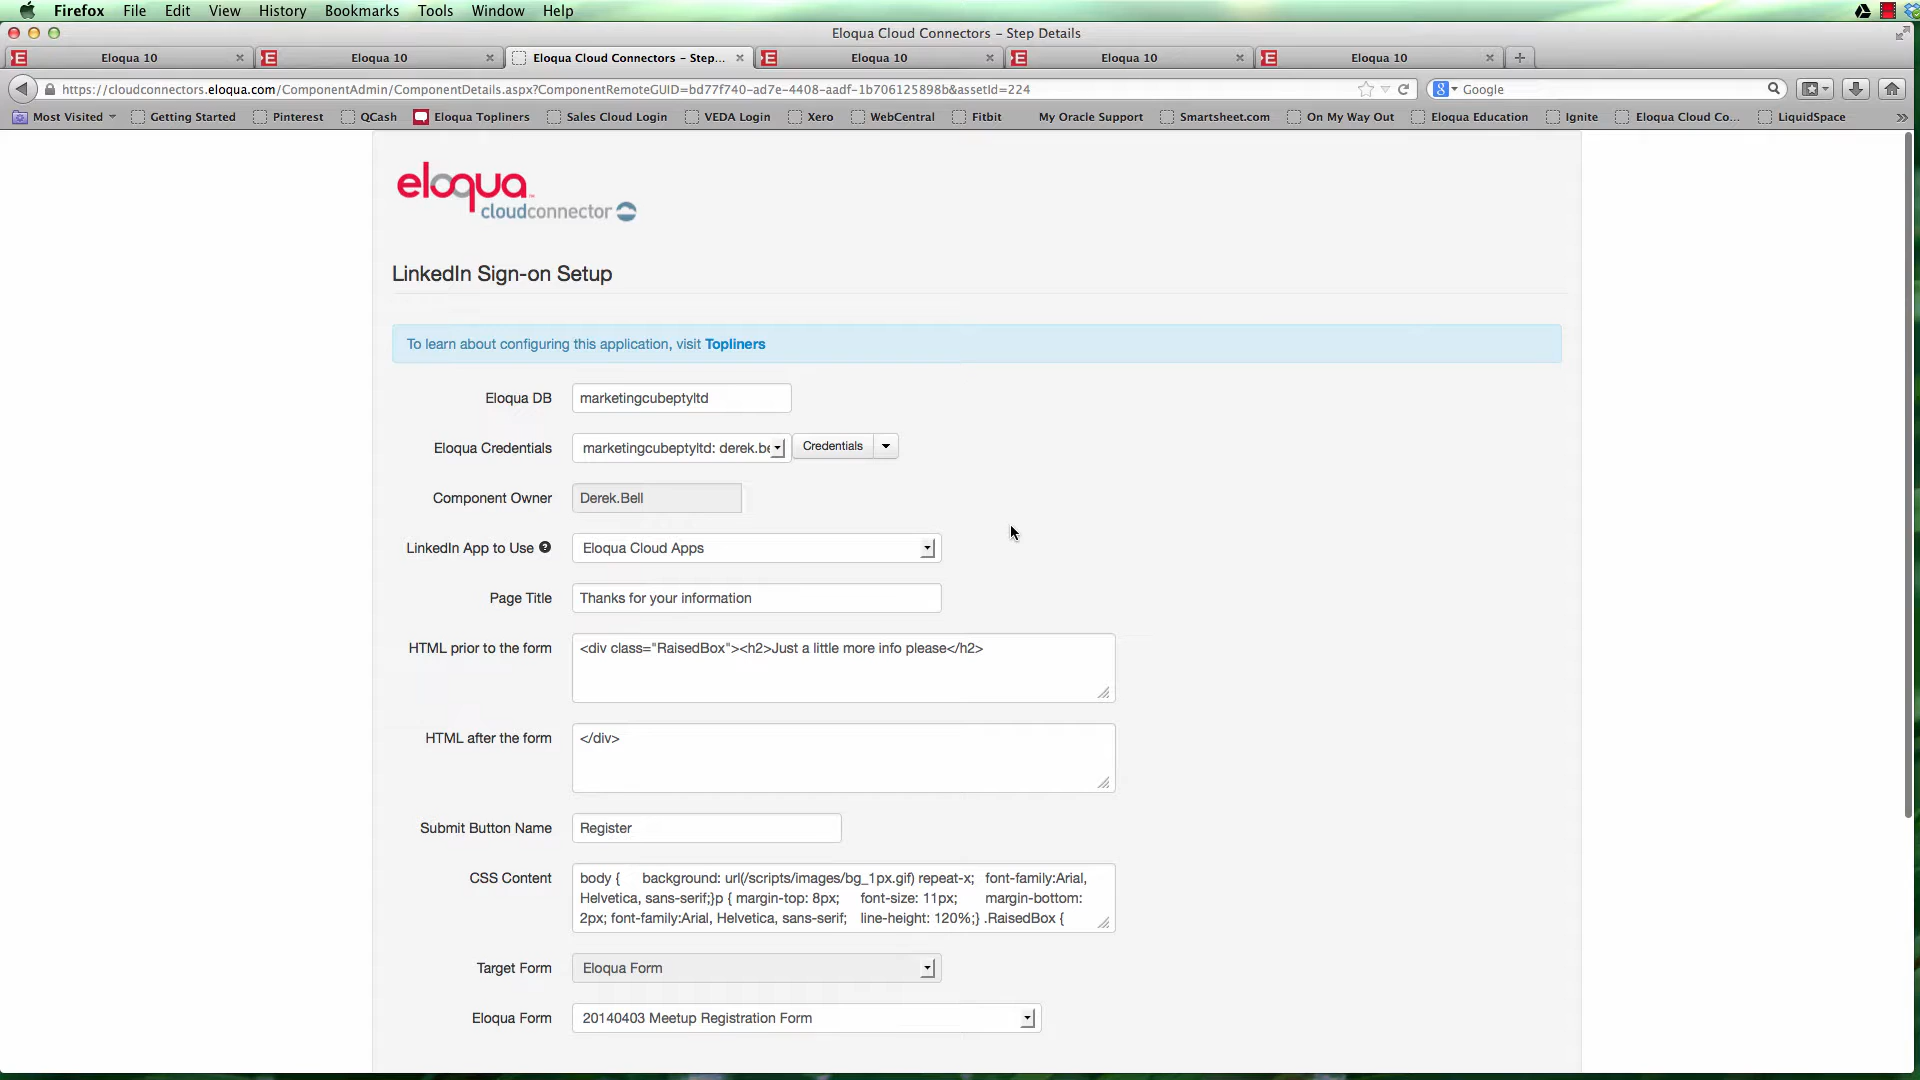 Firefox File Edit View History Bookmarks Tools Window Help
Eloqua Cloud Connectors – Step Details
Eloqua 10
Eloqua 10
Eloqua Cloud Connectors – Step...
Eloqua 10
Eloqua 10
Eloqua 10
https://cloudconnectors.eloqua.com/ComponentAdmin/ComponentDetails.aspx?ComponentRemoteGUID=bd77f740-ad7e-4408-aadf-1b706125898b&assetId=224
Google
Most Visited Getting Started Pinterest QCash Eloqua Topliners Sales Cloud Login VEDA Login Xero WebCentral Fitbit My Oracle Support Smartsheet.com On My Way Out Eloqua Education Ignite Eloqua Cloud Co... LiquidSpace
eloqua
cloudconnector
LinkedIn Sign-on Setup
To learn about configuring this application, visit Topliners
Eloqua DB marketingcubeptyltd
Eloqua Credentials marketingcubeptyltd: derek.be Credentials
Component Owner Derek.Bell
LinkedIn App to Use Eloqua Cloud Apps
Page Title Thanks for your information
HTML prior to the form <div class="RaisedBox"><h2>Just a little more info please</h2>
HTML after the form </div>
Submit Button Name Register
CSS Content body { background: url(/scripts/images/bg_1px.gif) repeat-x; font-family:Arial,
Helvetica, sans-serif;}p { margin-top: 8px; font-size: 11px; margin-bottom:
2px; font-family:Arial, Helvetica, sans-serif; line-height: 120%;} .RaisedBox {
Target Form Eloqua Form
Eloqua Form 20140403 Meetup Registration Form